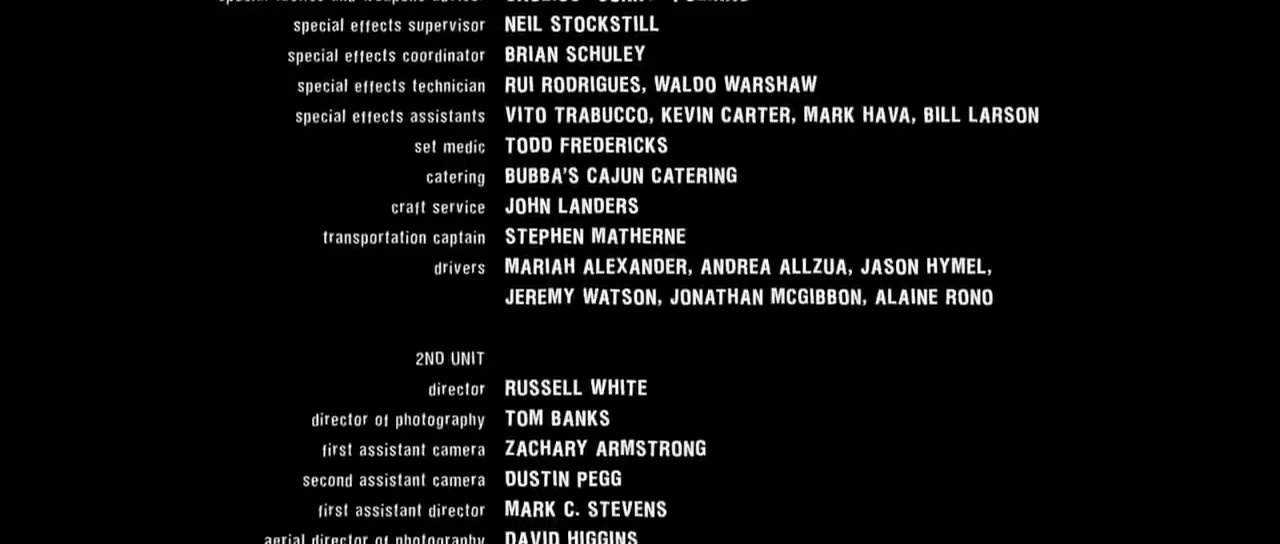 special effects supervisor NEIL STOCKSTILL
special effects coordinator BRIAN SCHULEY
special effects technician RUI RODRIGUES, WALDO WARSHAW
special effects assistants VITO TRABUCCO, KEVIN CARTER, MARK HAVA, BILL LARSON
set medic TODD FREDERICKS
catering BUBBA'S CAJUN CATERING
craft service JOHN LANDERS
transportation captain STEPHEN MATHERNE
drivers MARIAH ALEXANDER, ANDREA ALLZUA, JASON HYMEL,
JEREMY WATSON, JONATHAN MCGIBBON, ALAINE RONO
2ND UNIT
director RUSSELL WHITE
director of photography TOM BANKS
first assistant camera ZACHARY ARMSTRONG
second assistant camera DUSTIN PEGG
first assistant director MARK C. STEVENS
aerial director of photography DAVID HIGGINS